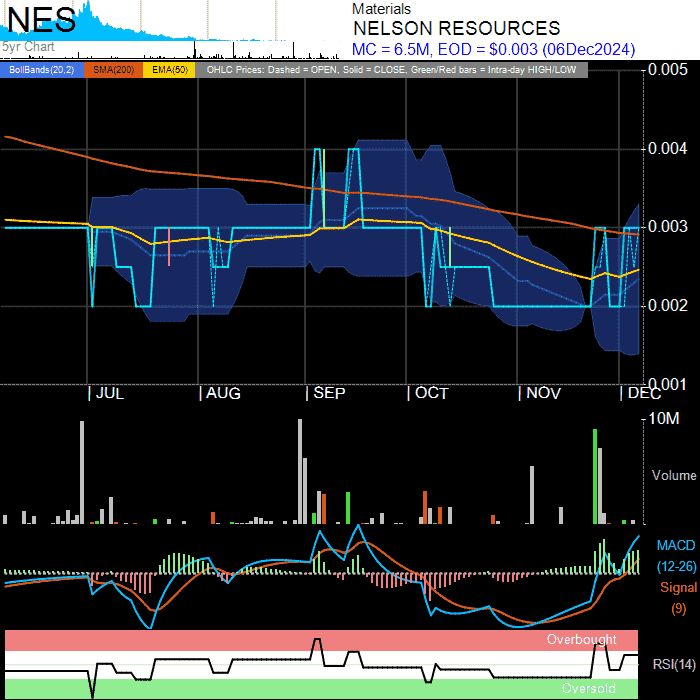 NES
5yr Chart
Materials
NELSON RESOURCES
MC = 6.5M, EOD = $0.003 (06Dec2024)
BollBands(20,2) SMA(200) EMA(50) OHLC Prices: Dashed = OPEN, Solid = CLOSE, Green/Red bars = Intra-day HIGH/LOW
0.005
0.004
0.003
0.002
0.001
JUL AUG SEP OCT NOV DEC
10M
Volume
MACD
(12-26)
Signal
(9)
Overbought
RSI(14)
Oversold